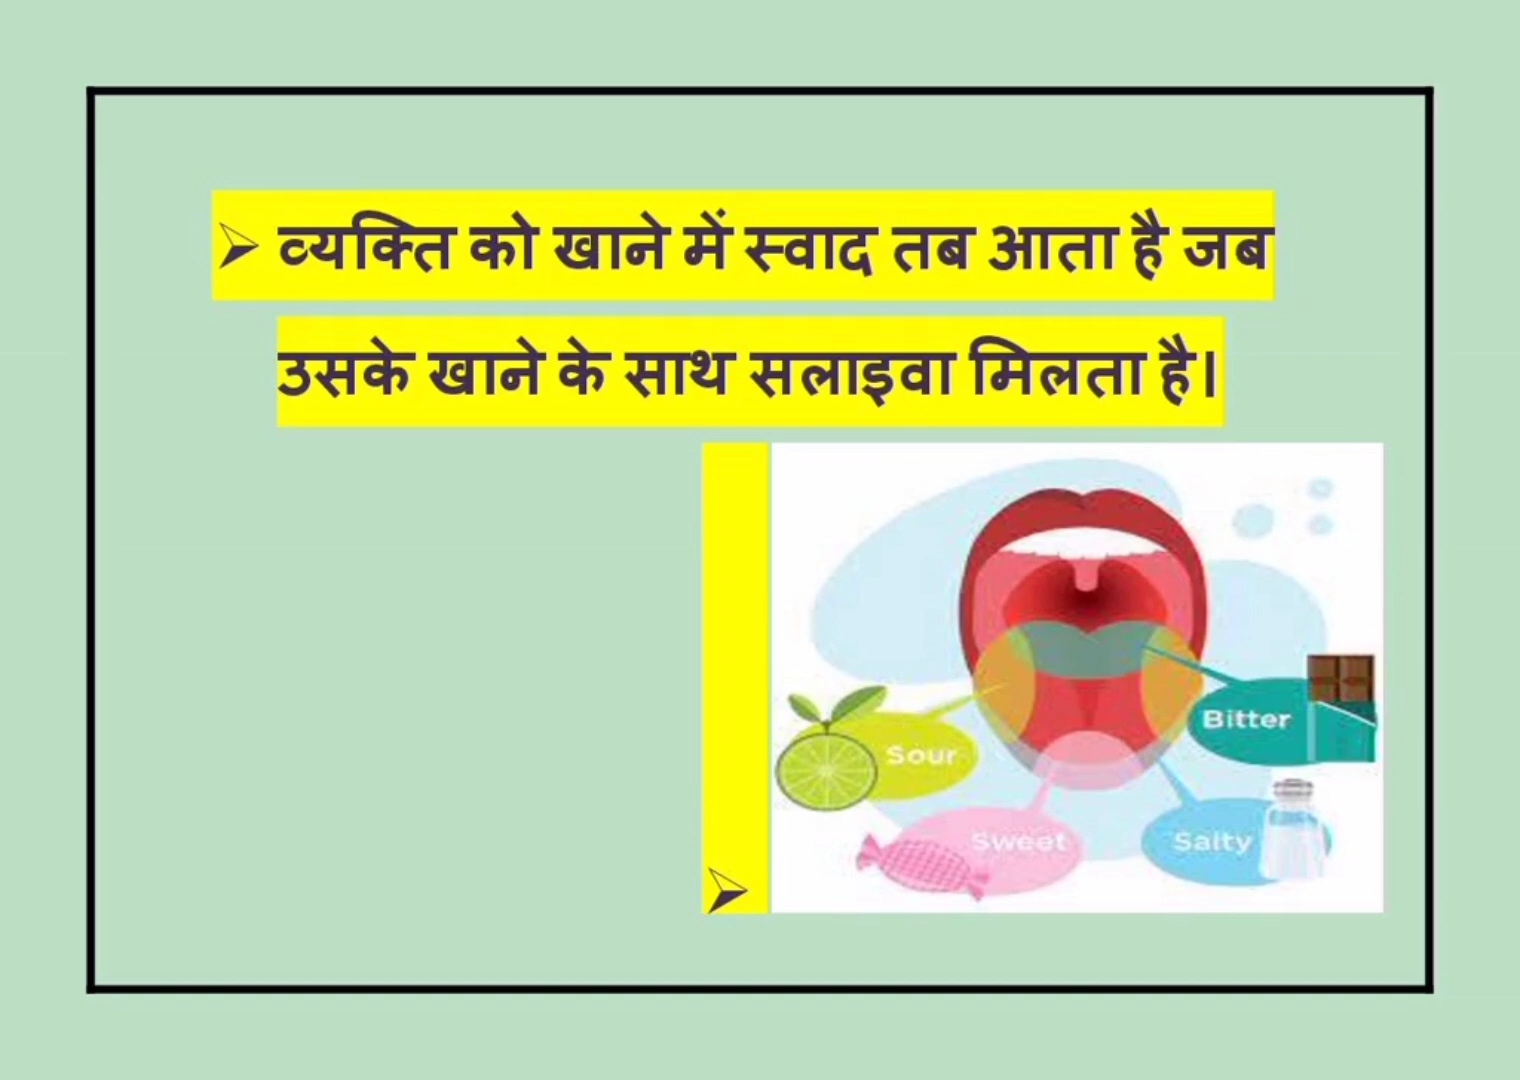 ➢ व्यक्ति को खाने में स्वाद तब आता है जब
उसके खाने के साथ सलाइवा मिलता है।
➢
Bitter
Sour
Sweet
Salty